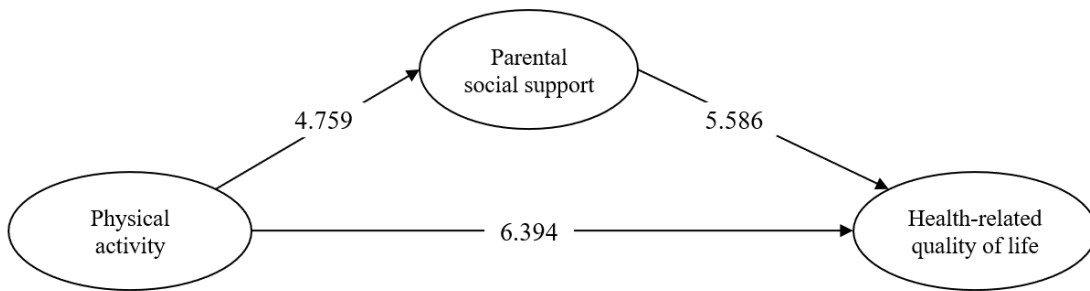 Parental
social support
4.759
5.586
Physical
activity
6.394
Health-related
quality of life